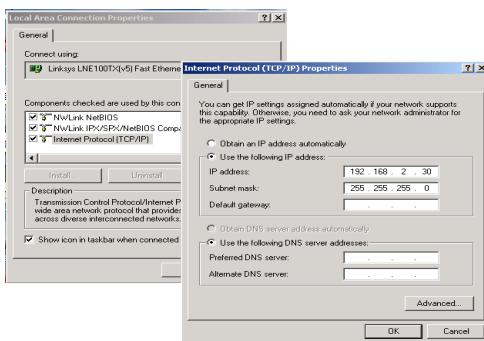 Local Area Connection Properties
General
Connect using:
Linksys LNE100TX(v5) Fast Etherne
Components checked are used by this con
NWLink NetBIOS
NWLink IPX/SPX/NetBIOS Compa
Internet Protocol (TCP/IP)
Install...
Uninstall
Description
Transmission Control Protocol/Internet P
wide area network protocol that provides
across diverse interconnected networks.
Show icon in taskbar when connected
Internet Protocol (TCP/IP) Properties
General
You can get IP settings assigned automatically if your network supports
this capability. Otherwise, you need to ask your network administrator for
the appropriate IP settings.
Obtain an IP address automatically
Use the following IP address:
IP address: 192 . 168 . 2 . 30
Subnet mask: 255 . 255 . 255 . 0
Default gateway: . . .
Obtain DNS server address automatically
Use the following DNS server addresses:
Preferred DNS server: . . .
Alternate DNS server: . . .
Advanced...
OK
Cancel